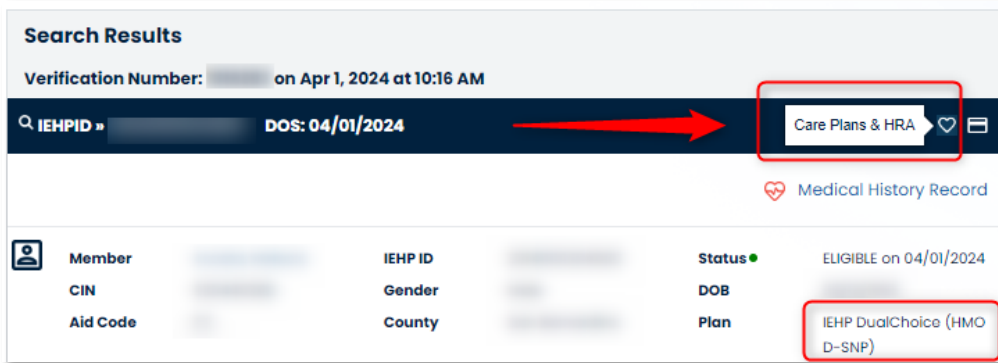 Search Results
Verification Number: on Apr 1, 2024 at 10:16 AM
IEHPID » DOS: 04/01/2024 Care Plans & HRA
Medical History Record
Member IEHP ID Status ELIGIBLE on 04/01/2024
CIN Gender DOB
Aid Code County Plan IEHP DualChoice (HMO
D-SNP)